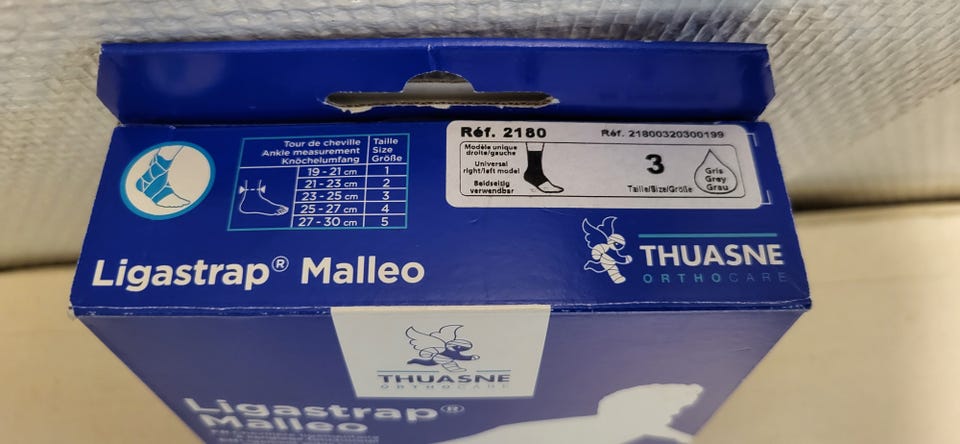 Tour de cheville Taille
Ankle measurement Size
Knöchelumfang Größe
19 - 21 cm 1
21 - 23 cm 2
23 - 25 cm 3
25 - 27 cm 4
27 - 30 cm 5
Réf. 2180
Réf. 21800320300199
Modèle unique
droite/gauche
Universal
right/left model
Beidseitig
verwendbar
3
Taille/Size/Größe
Gris
Grey
Grau
Ligastrap® Malleo
THUASNE
ORTHOCARE
THUASNE
ORTHOCARE
Ligastrap®
Malleo